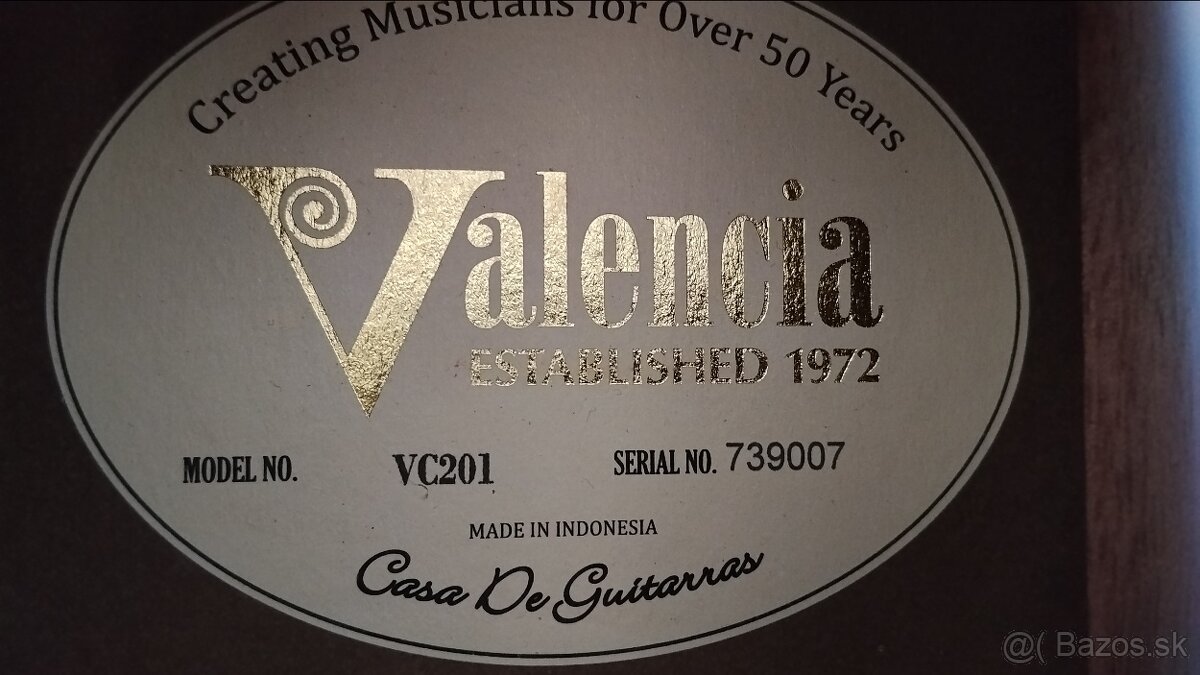 Creating Musicians for Over 50 Years
Valencia
ESTABLISHED 1972
MODEL NO. VC201 SERIAL NO. 739007
MADE IN INDONESIA
Casa De Guitarras
@( Bazos.sk